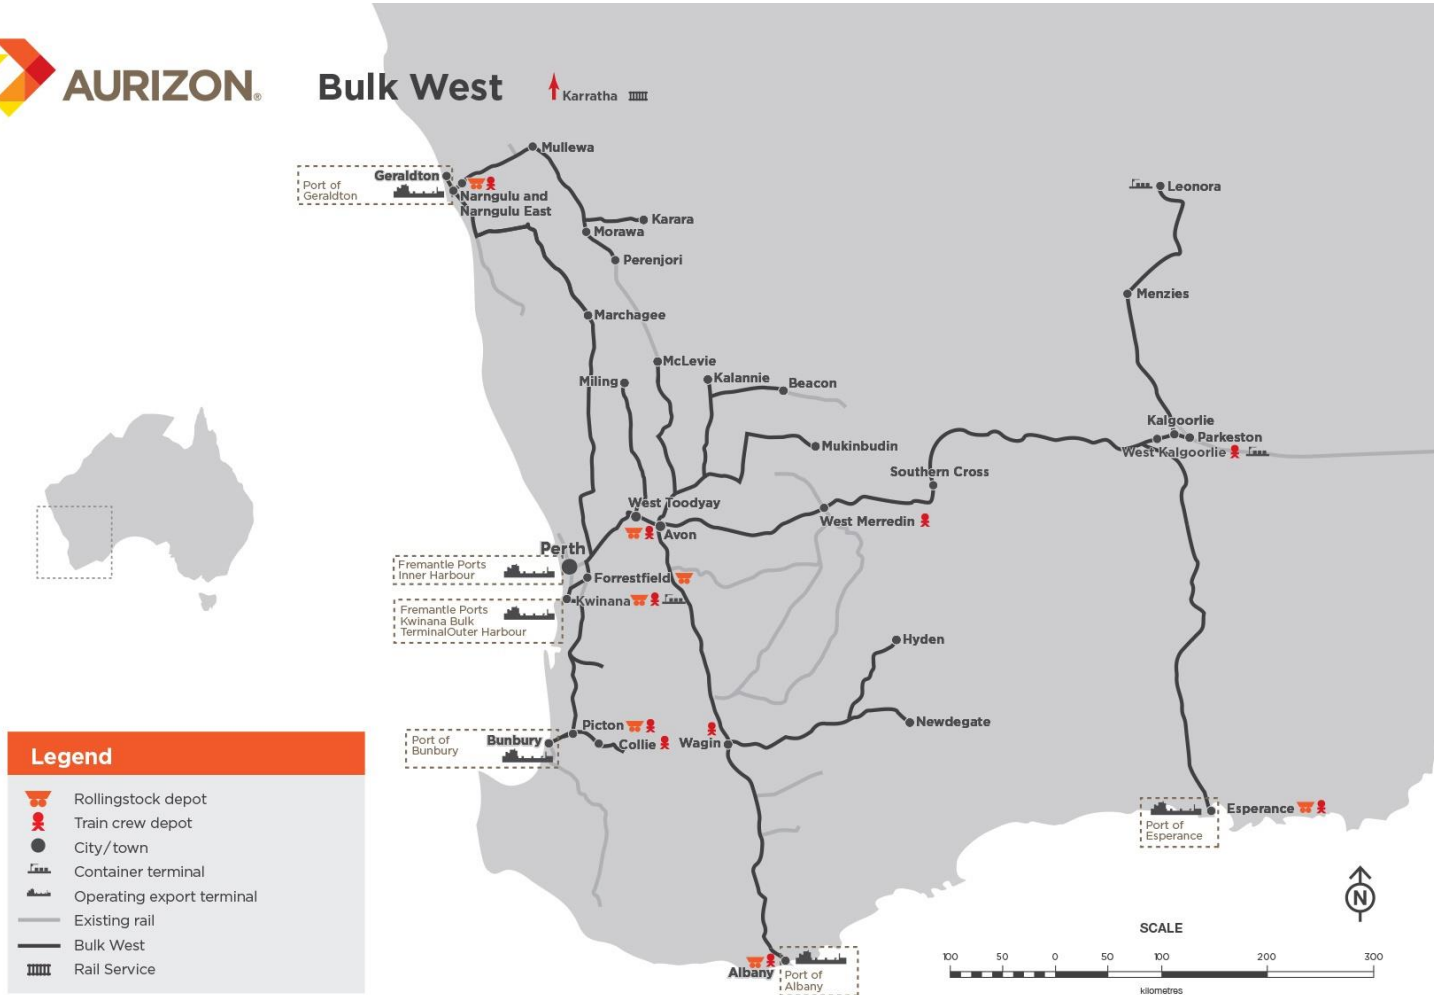 AURIZON®
Bulk West
Karratha
Mullewa
Port of
Geraldton
Geraldton
Narngulu and
Narngulu East
Leonora
Karara
Morawa
Perenjori
Menzies
Marchagee
McLevie
Miling
Kalannie
Beacon
Kalgoorlie
Parkeston
West Kalgoorlie
Mukinbudin
Southern Cross
West Toodyay
West Merredin
Avon
Perth
Fremantle Ports
Inner Harbour
Forrestfield
Kwinana
Fremantle Ports
Kwinana Bulk
TerminalOuter Harbour
Hyden
Newdegate
Picton
Port of
Bunbury
Bunbury
Collie
Wagin
Legend
Rollingstock depot
Train crew depot
City/town
Container terminal
Operating export terminal
Existing rail
Bulk West
Rail Service
Esperance
Port of
Esperance
N
Albany
Port of
Albany
SCALE
100 50 0 50 100 200 300
kilometres